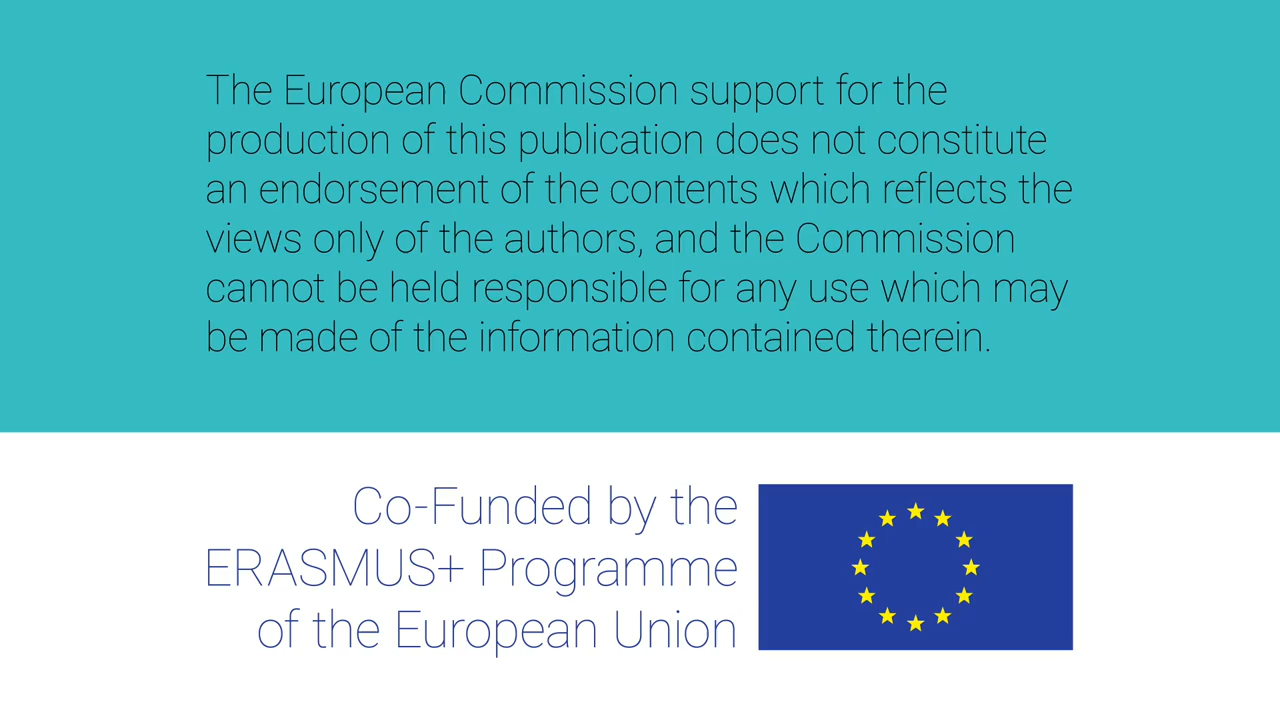 The European Commission support for the
production of this publication does not constitute
an endorsement of the contents which reflects the
views only of the authors, and the Commission
cannot be held responsible for any use which may
be made of the information contained therein.
Co-Funded by the
ERASMUS+ Programme
of the European Union